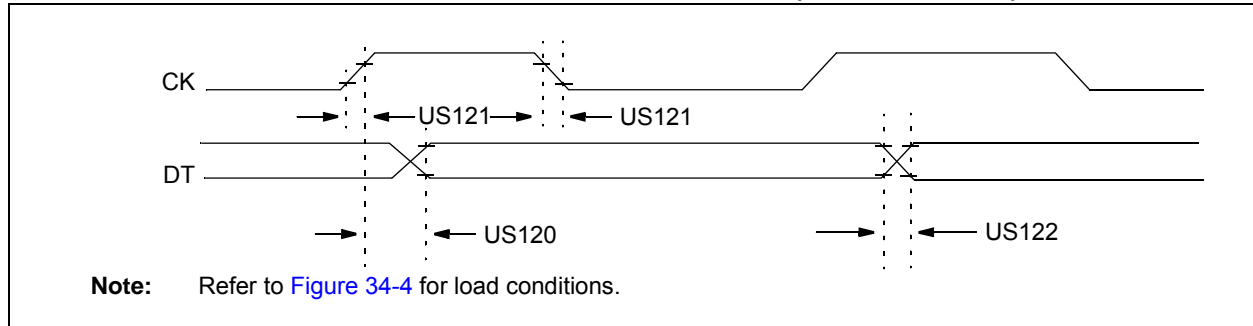 CK
US121 US121
DT
US120 US122
Note: Refer to Figure 34-4 for load conditions.